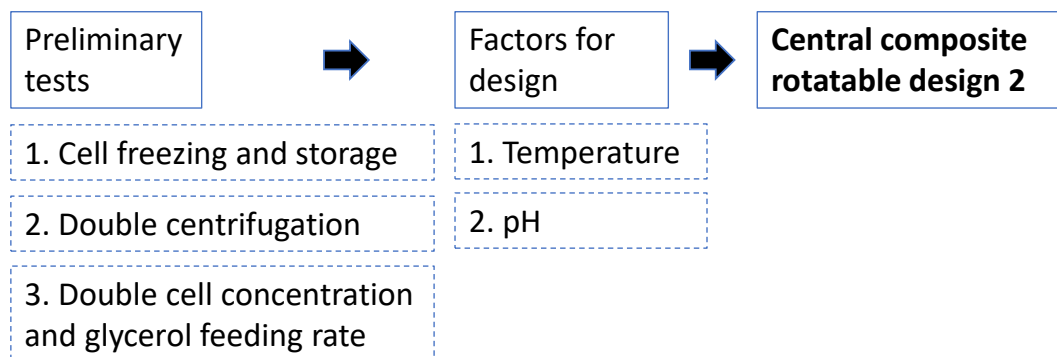 Preliminary
tests
Factors for
design
Central composite
rotatable design 2
1. Cell freezing and storage
2. Double centrifugation
3. Double cell concentration
and glycerol feeding rate
1. Temperature
2. pH